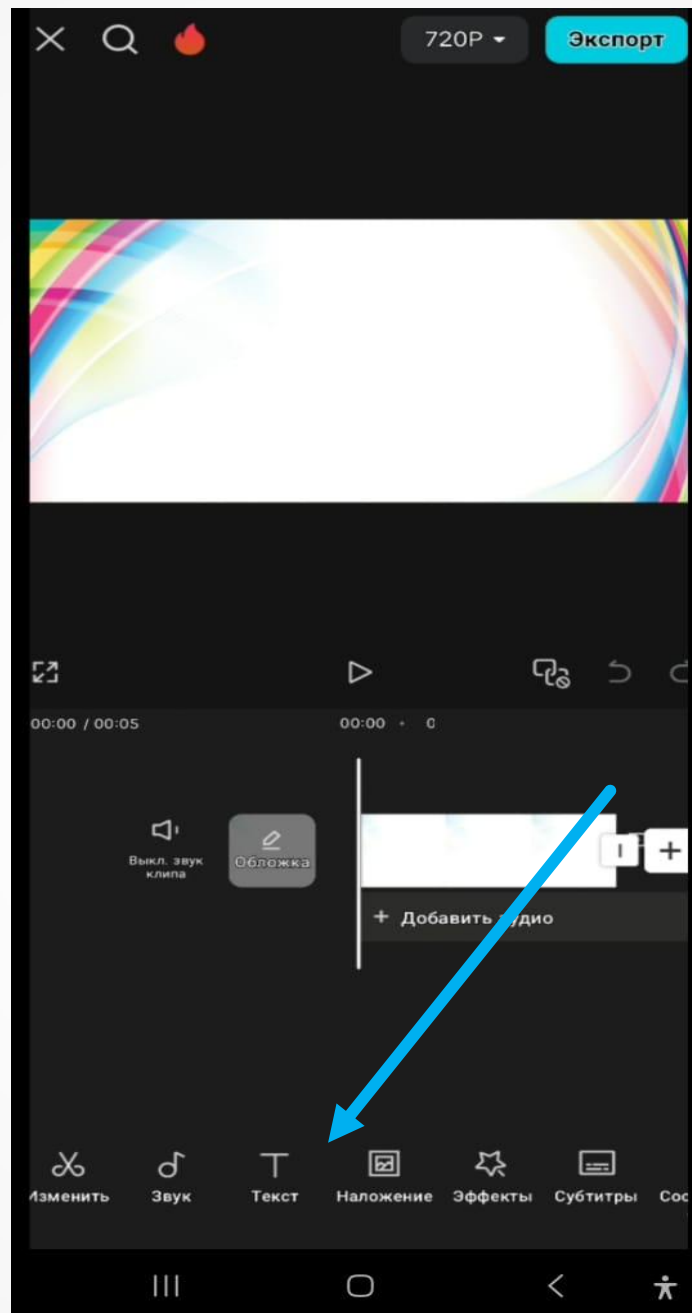 720P Экспорт
00:00 / 00:05 00:00
Выкл. звук клипа
Обложка
+ Добавить аудио
Изменить Звук Текст Наложение Эффекты Субтитры